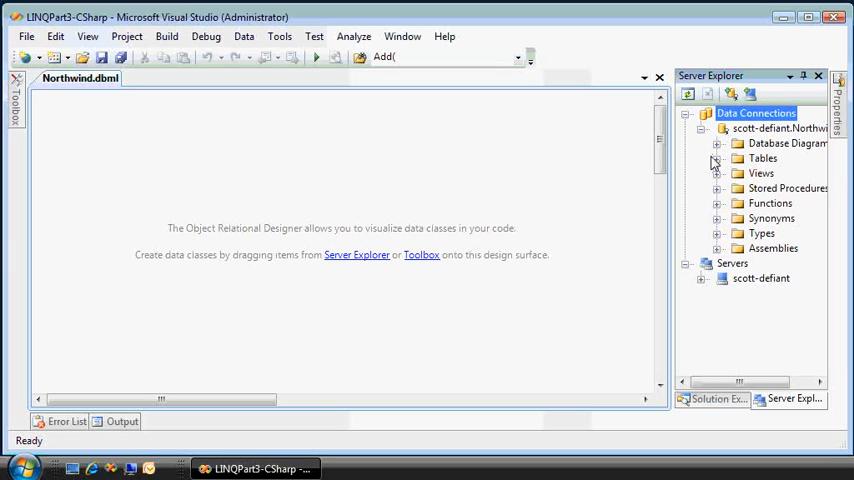 LINQPart3-CSharp - Microsoft Visual Studio (Administrator)
File Edit View Project Build Debug Data Tools Test Analyze Window Help
Add(
Toolbox
Northwind.dbml
The Object Relational Designer allows you to visualize data classes in your code.
Create data classes by dragging items from Server Explorer or Toolbox onto this design surface.
Server Explorer
Data Connections
scott-defiant.Northwi
Database Diagram
Tables
Views
Stored Procedures
Functions
Synonyms
Types
Assemblies
Servers
scott-defiant
Properties
Solution Ex... Server Expl...
Error List Output
Ready
LINQPart3-CSharp -...